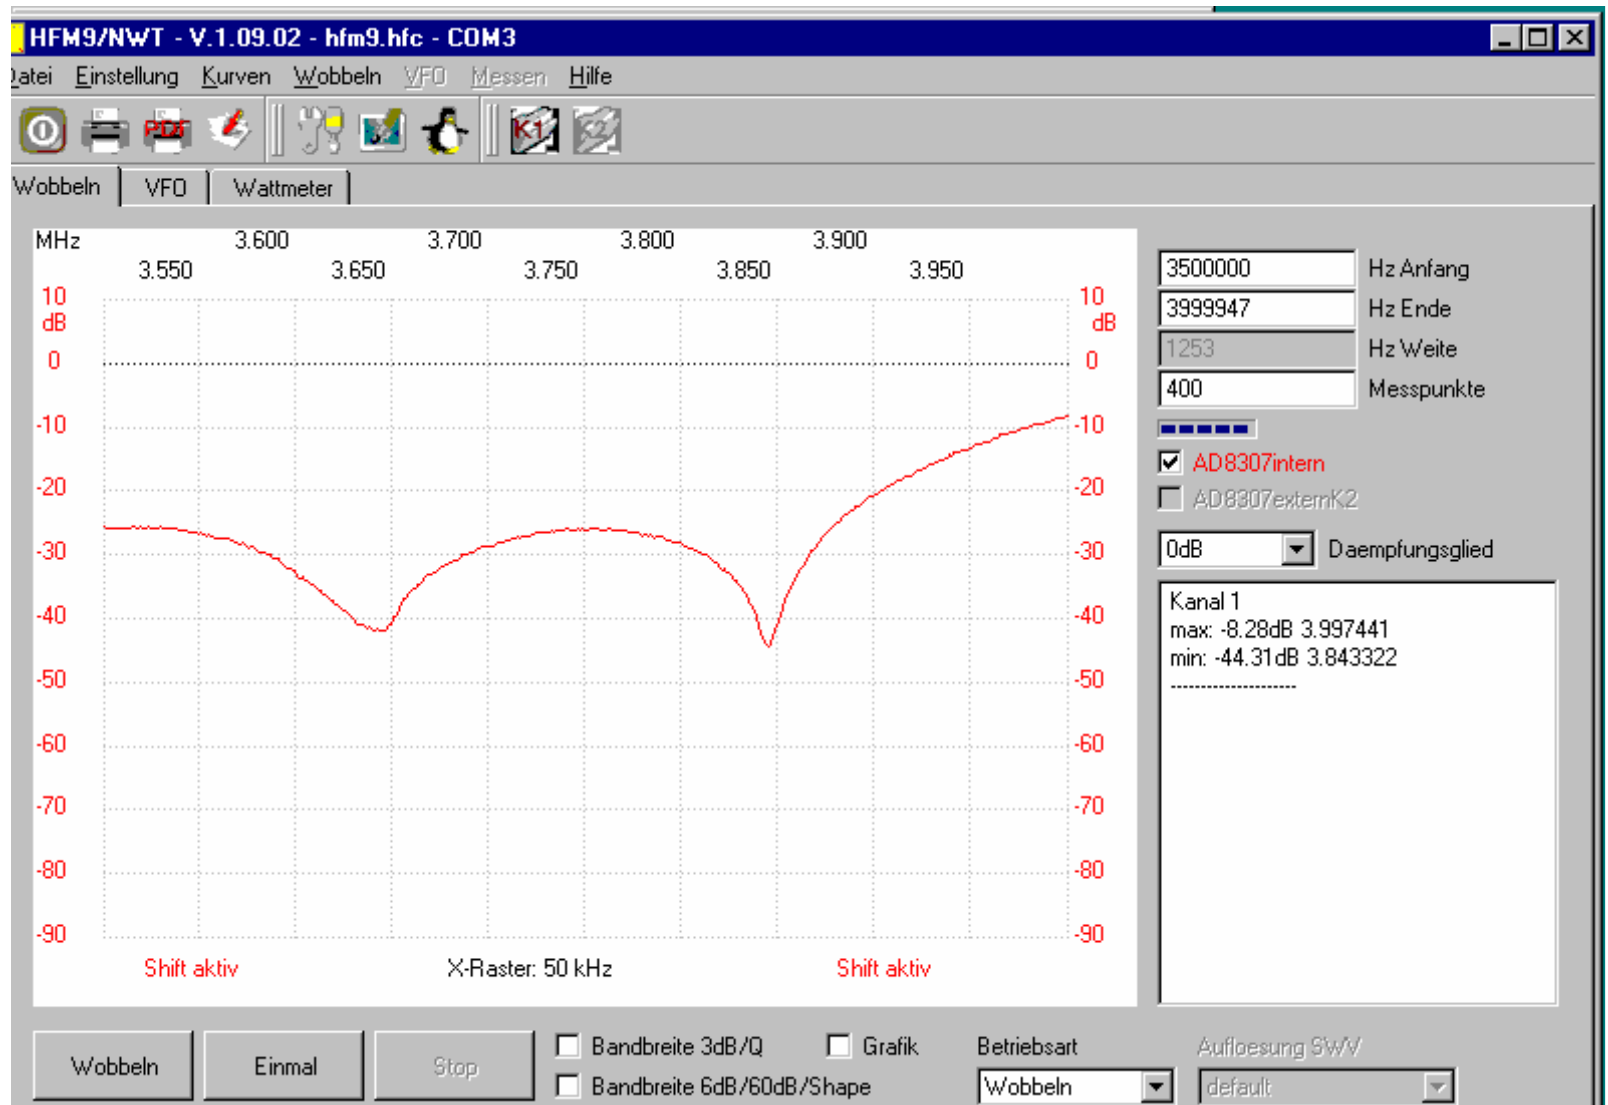 HFM9/NWT - V.1.09.02 - hfm9.hfc - COM3
Datei Einstellung Kurven Wobbeln VFO Messen Hilfe
PDF K1 K2
Wobbeln VFO Wattmeter
MHz 3.600 3.700 3.800 3.900
3.550 3.650 3.750 3.850 3.950
10 10
dB dB
0 0
-10 -10
-20 -20
-30 -30
-40 -40
-50 -50
-60 -60
-70 -70
-80 -80
-90 -90
Shift aktiv X-Raster: 50 kHz Shift aktiv
3500000 Hz Anfang
3999947 Hz Ende
1253 Hz Weite
400 Messpunkte
AD8307intern
AD8307externK2
0dB Daempfungsglied
Kanal 1
max: -8.28dB 3.997441
min: -44.31dB 3.843322
---------------------
Wobbeln Einmal Stop
Bandbreite 3dB/Q Grafik
Bandbreite 6dB/60dB/Shape
Betriebsart
Wobbeln
Aufloesung SWV
default